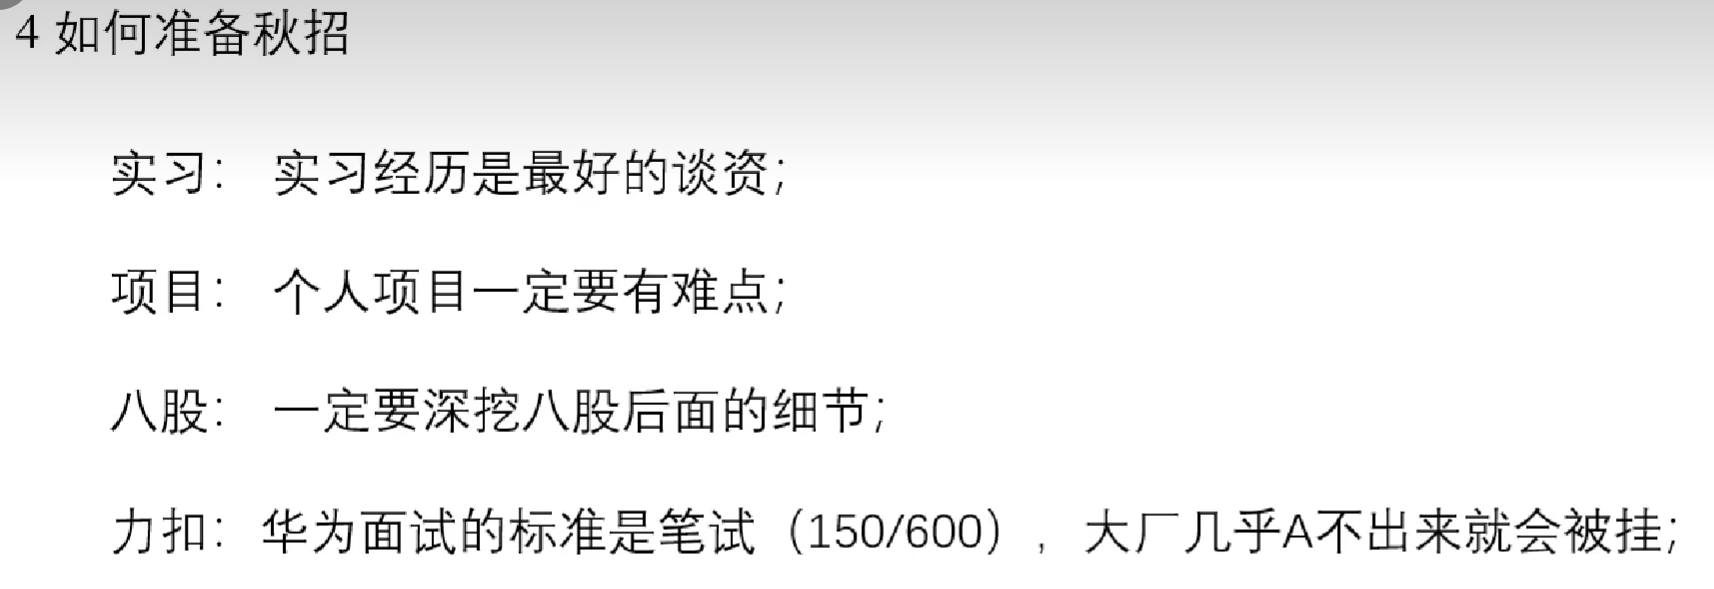 4 如何准备秋招
实习： 实习经历是最好的谈资；
项目： 个人项目一定要有难点；
八股： 一定要深挖八股后面的细节；
力扣：华为面试的标准是笔试（150/600）， 大厂几乎A不出来就会被挂；